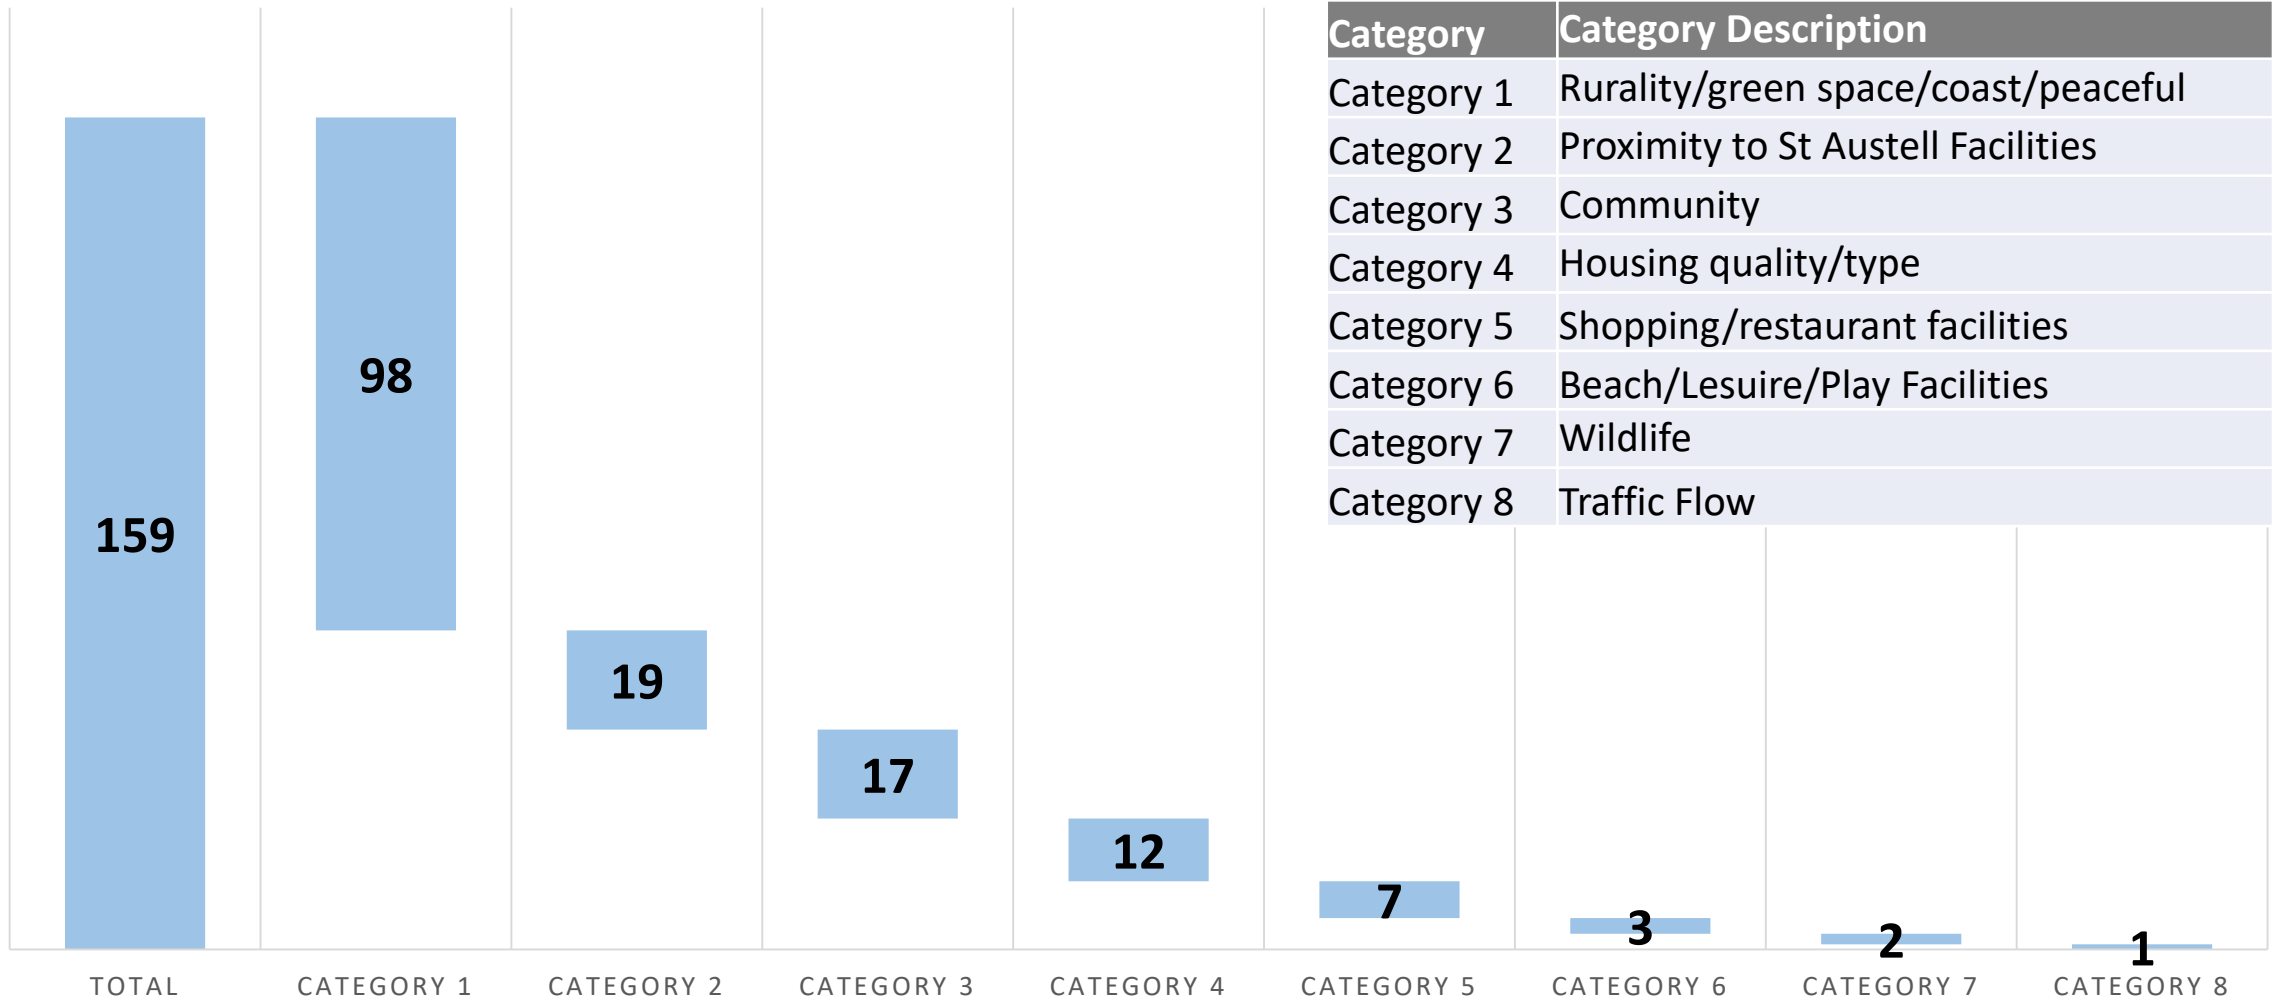 Category Category Description
Category 1 Rurality/green space/coast/peaceful
Category 2 Proximity to St Austell Facilities
Category 3 Community
Category 4 Housing quality/type
Category 5 Shopping/restaurant facilities
Category 6 Beach/Lesuire/Play Facilities
Category 7 Wildlife
Category 8 Traffic Flow
159
98
19
17
12
7
3
2
1
TOTAL CATEGORY 1 CATEGORY 2 CATEGORY 3 CATEGORY 4 CATEGORY 5 CATEGORY 6 CATEGORY 7 CATEGORY 8